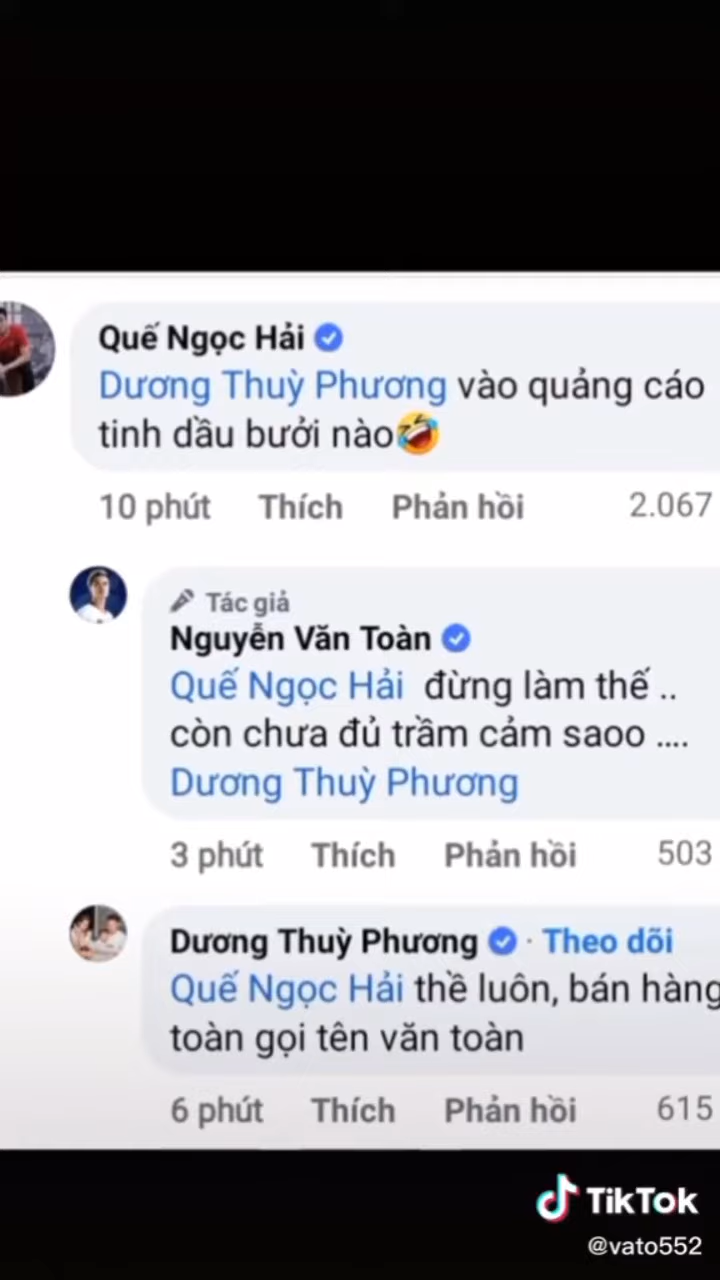 Quế Ngọc Hải
Dương Thuỳ Phương vào quảng cáo
tinh dầu bưởi nào🤣
10 phút Thích Phản hồi 2.067
Tác giả
Nguyễn Văn Toàn
Quế Ngọc Hải đừng làm thế ..
còn chưa đủ trầm cảm saoo ....
Dương Thuỳ Phương
3 phút Thích Phản hồi 503
Dương Thuỳ Phương · Theo dõi
Quế Ngọc Hải thề luôn, bán hàng
toàn gọi tên văn toàn
6 phút Thích Phản hồi 615
TikTok
@vato552